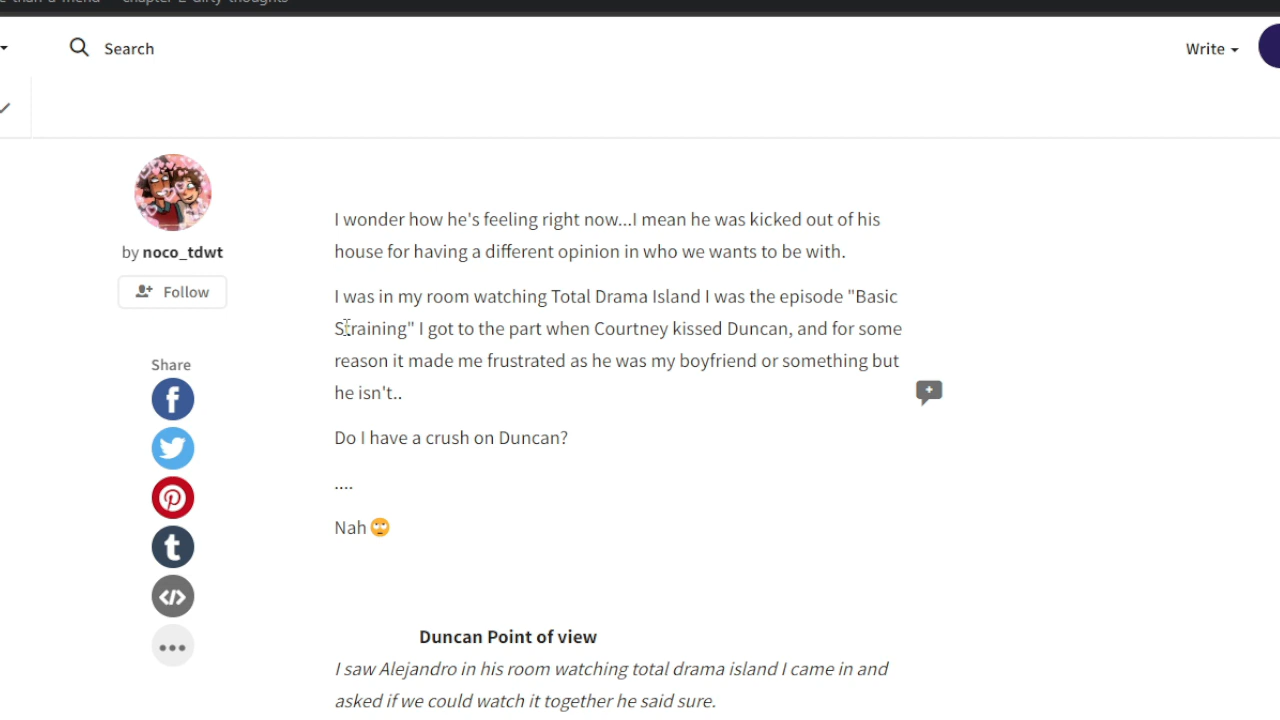 Search
Write
by noco_tdwt
Follow
Share
I wonder how he's feeling right now...I mean he was kicked out of his
house for having a different opinion in who we wants to be with.
I was in my room watching Total Drama Island I was the episode "Basic
Straining" I got to the part when Courtney kissed Duncan, and for some
reason it made me frustrated as he was my boyfriend or something but
he isn't..
Do I have a crush on Duncan?
....
Nah 🙄
Duncan Point of view
I saw Alejandro in his room watching total drama island I came in and
asked if we could watch it together he said sure.